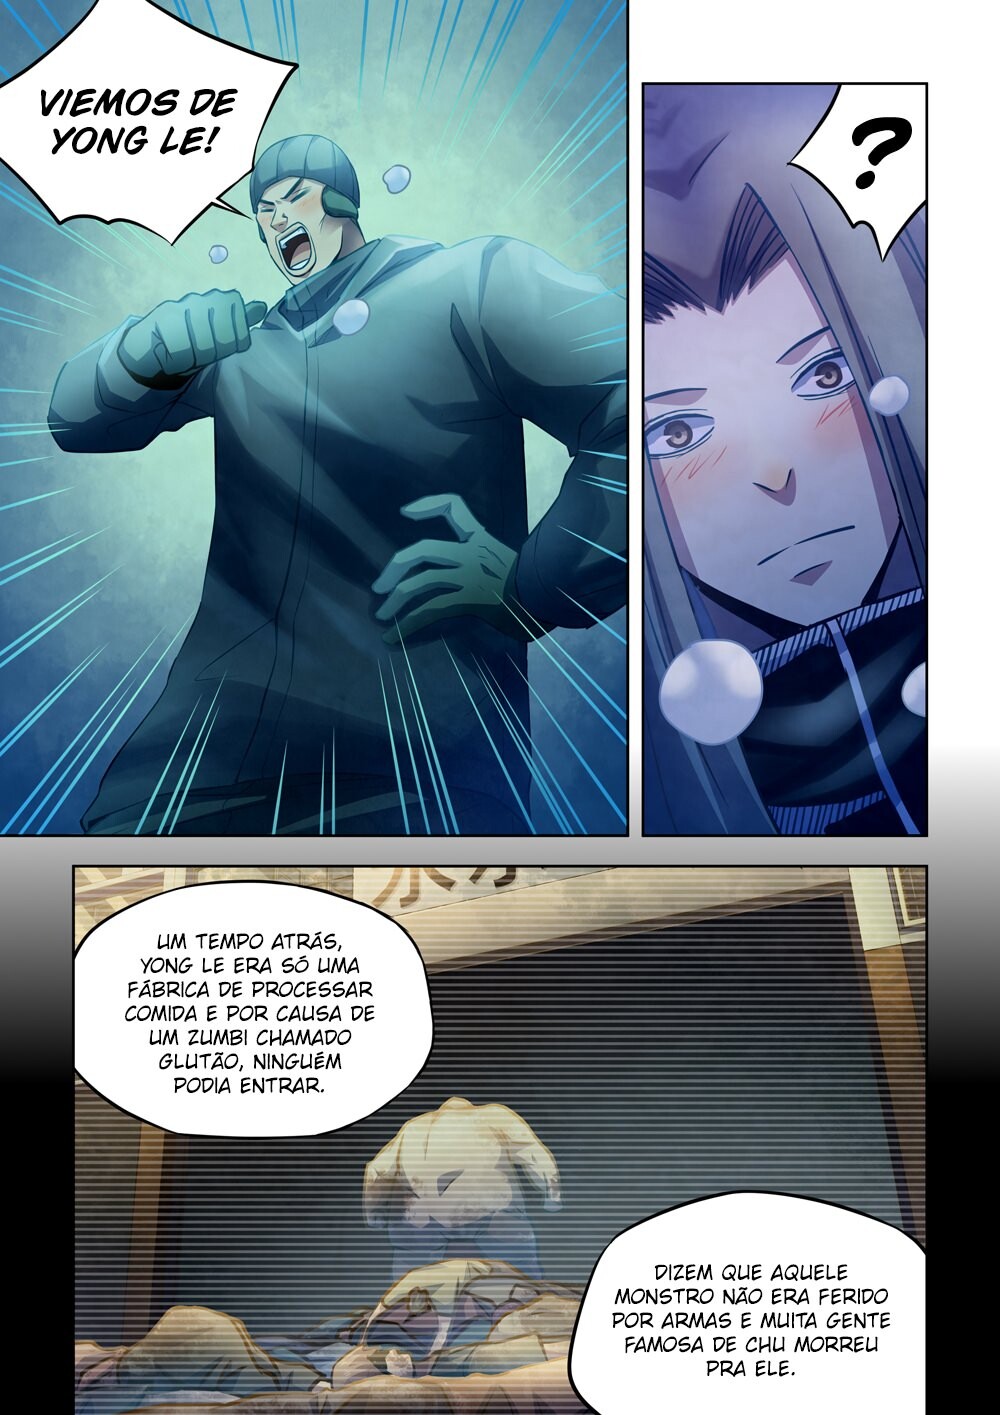 VIEMOS DE
YONG LE!
?
UM TEMPO ATRÁS,
YONG LE ERA SÓ UMA
FÁBRICA DE PROCESSAR
COMIDA E POR CAUSA DE
UM ZUMBI CHAMADO
GLUTÃO, NINGUÉM
PODIA ENTRAR.
DIZEM QUE AQUELE
MONSTRO NÃO ERA FERIDO
POR ARMAS E MUITA GENTE
FAMOSA DE CHU MORREU
PRA ELE.